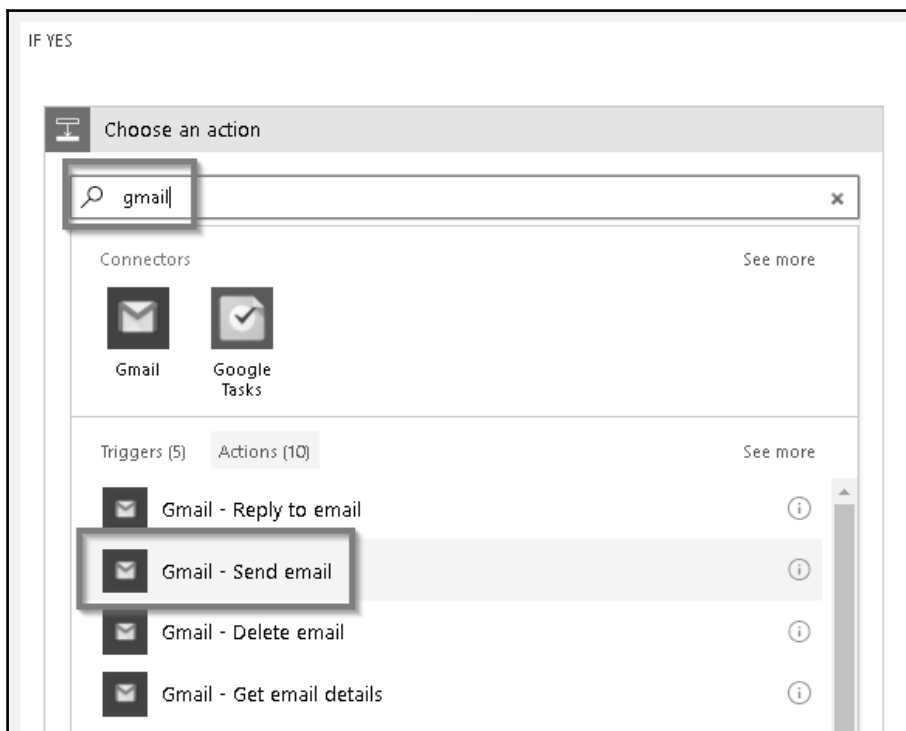 IF YES
Choose an action
gmail
Connectors See more
Gmail Google
Tasks
Triggers (5) Actions (10) See more
Gmail - Reply to email
Gmail - Send email
Gmail - Delete email
Gmail - Get email details